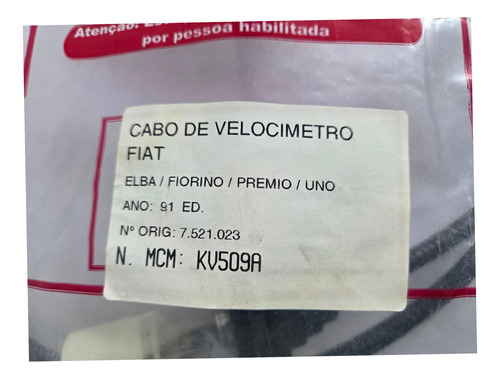 Atenção:
por pessoa habilitada
CABO DE VELOCIMETRO
FIAT
ELBA / FIORINO / PREMIO / UNO
ANO: 91 ED.
Nº ORIG: 7.521.023
N. MCM: KV509A